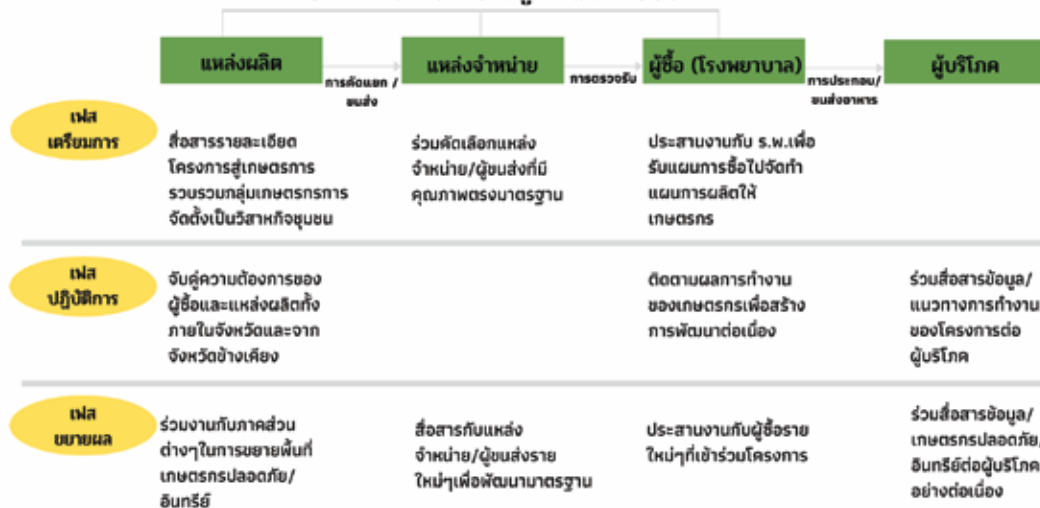 แหล่งผลิต
การคัดแยก /
ขนส่ง
แหล่งจำหน่าย
การตรวจรับ
ผู้ซื้อ (โรงพยาบาล)
การประกอบ/
ขนส่งอาหาร
ผู้บริโภค
เฟส
เตรียมการ
สื่อสารรายละเอียด
โครงการสู่เกษตรการ
รวบรวมกลุ่มเกษตรกรการ
จัดตั้งเป็นวิสาหกิจชุมชน
ร่วมคัดเลือกแหล่ง
จำหน่าย/ผู้ขนส่งที่มี
คุณภาพตรงมาตรฐาน
ประสานงานกับ ร.พ.เพื่อ
รับแผนการซื้อไปจัดทำ
แผนการผลิตให้
เกษตรกร
เฟส
ปฏิบัติการ
จับคู่ความต้องการของ
ผู้ซื้อและแหล่งผลิตทั้ง
ภายในจังหวัดและจาก
จังหวัดข้างเคียง
ติดตามผลการทำงาน
ของเกษตรกรเพื่อสร้าง
การพัฒนาต่อเนื่อง
ร่วมสื่อสารข้อมูล/
แนวทางการทำงาน
ของโครงการต่อ
ผู้บริโภค
เฟส
ขยายผล
ร่วมงานกับภาคส่วน
ต่างๆในการขยายพื้นที่
เกษตรกรปลอดภัย/
อินทรีย์
สื่อสารกับแหล่ง
จำหน่าย/ผู้ขนส่งราย
ใหม่ๆเพื่อพัฒนามาตรฐาน
ประสานงานกับผู้ซื้อราย
ใหม่ๆที่เข้าร่วมโครงการ
ร่วมสื่อสารข้อมูล/
เกษตรกรปลอดภัย/
อินทรีย์ต่อผู้บริโภค
อย่างต่อเนื่อง